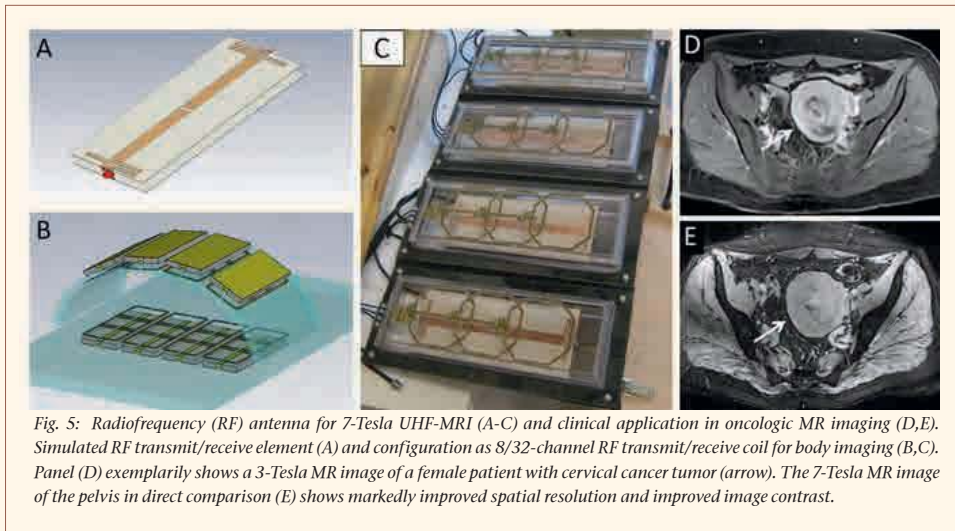 A
B
C
D
E
Fig. 5: Radiofrequency (RF) antenna for 7-Tesla UHF-MRI (A-C) and clinical application in oncologic MR imaging (D,E).
Simulated RF transmit/receive element (A) and configuration as 8/32-channel RF transmit/receive coil for body imaging (B,C).
Panel (D) exemplarily shows a 3-Tesla MR image of a female patient with cervical cancer tumor (arrow). The 7-Tesla MR image
of the pelvis in direct comparison (E) shows markedly improved spatial resolution and improved image contrast.